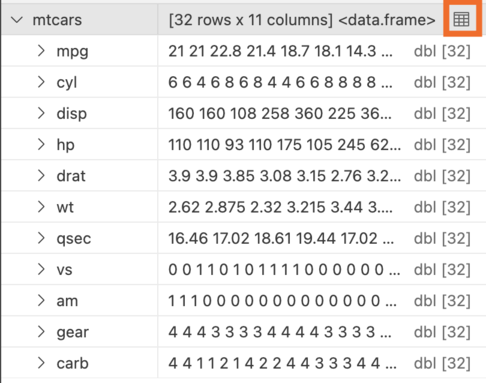 mtcars [32 rows x 11 columns] <data.frame>
mpg 21 21 22.8 21.4 18.7 18.1 14.3 ... dbl [32]
cyl 6 6 4 6 8 6 8 4 4 6 6 8 8 8 8 ... dbl [32]
disp 160 160 108 258 360 225 36... dbl [32]
hp 110 110 93 110 175 105 245 62... dbl [32]
drat 3.9 3.9 3.85 3.08 3.15 2.76 3.2... dbl [32]
wt 2.62 2.875 2.32 3.215 3.44 3.... dbl [32]
qsec 16.46 17.02 18.61 19.44 17.02 ... dbl [32]
vs 0 0 1 1 0 1 0 1 1 1 1 0 0 0 0 0 0 ... dbl [32]
am 1 1 1 0 0 0 0 0 0 0 0 0 0 0 0 0 ... dbl [32]
gear 4 4 4 3 3 3 3 4 4 4 4 3 3 3 3 ... dbl [32]
carb 4 4 1 1 2 1 4 2 2 4 4 3 3 3 4 4 ... dbl [32]